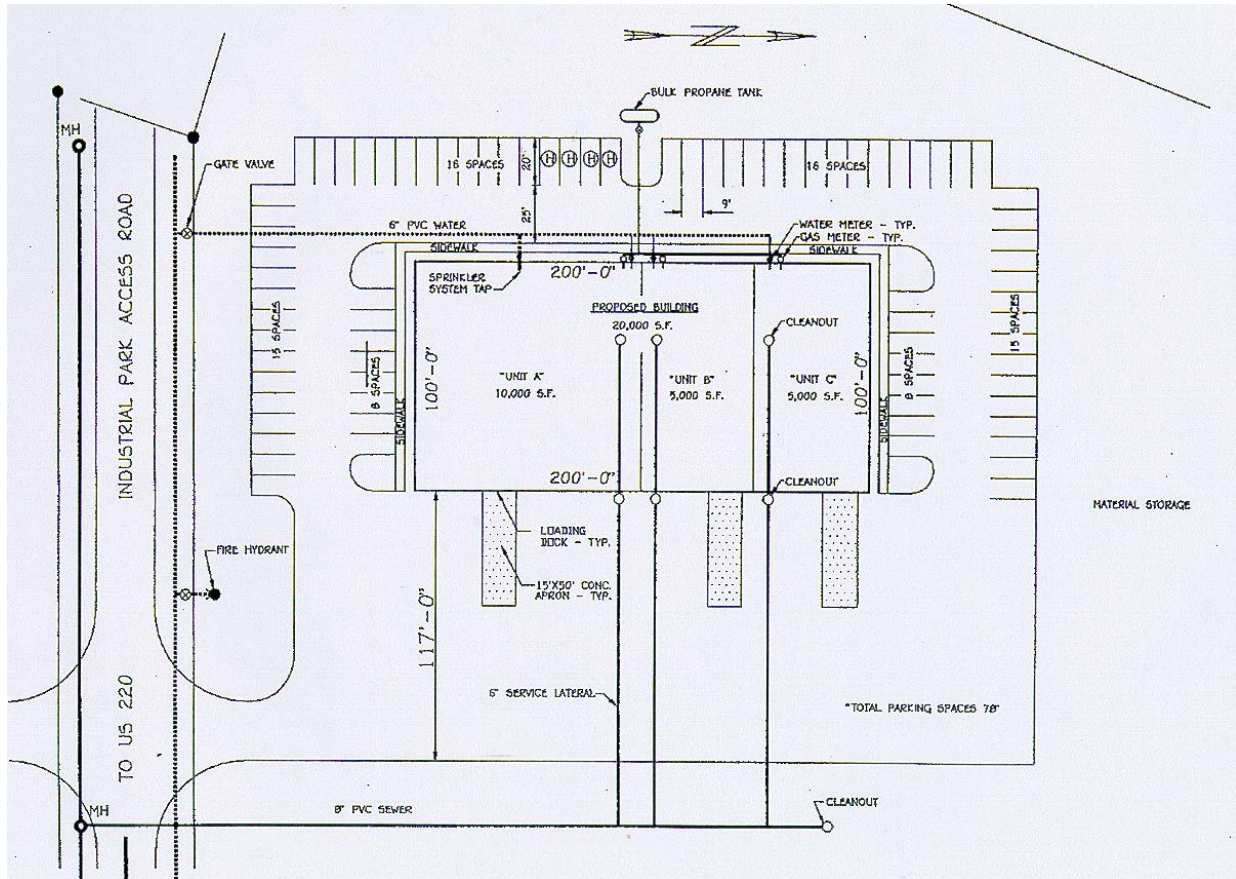 N
BULK PROPANE TANK
MH
GATE VALVE
16 SPACES
20'
H H H H
16 SPACES
9'
25'
6" PVC WATER
WATER METER - TYP.
GAS METER - TYP.
SIDEWALK
SIDEWALK
SPRINKLER
SYSTEM TAP
200'-0"
PROPOSED BUILDING
20,000 S.F.
CLEANOUT
INDUSTRIAL PARK ACCESS ROAD
15 SPACES
8 SPACES
SIDEWALK
100'-0"
"UNIT A"
10,000 S.F.
"UNIT B"
5,000 S.F.
"UNIT C"
5,000 S.F.
100'-0"
SIDEWALK
8 SPACES
15 SPACES
200'-0"
CLEANOUT
MATERIAL STORAGE
LOADING
DOCK - TYP.
FIRE HYDRANT
15'X50' CONC.
APRON - TYP.
117'-0"
6" SERVICE LATERAL
"TOTAL PARKING SPACES 78"
TO US 220
MH
8" PVC SEWER
CLEANOUT